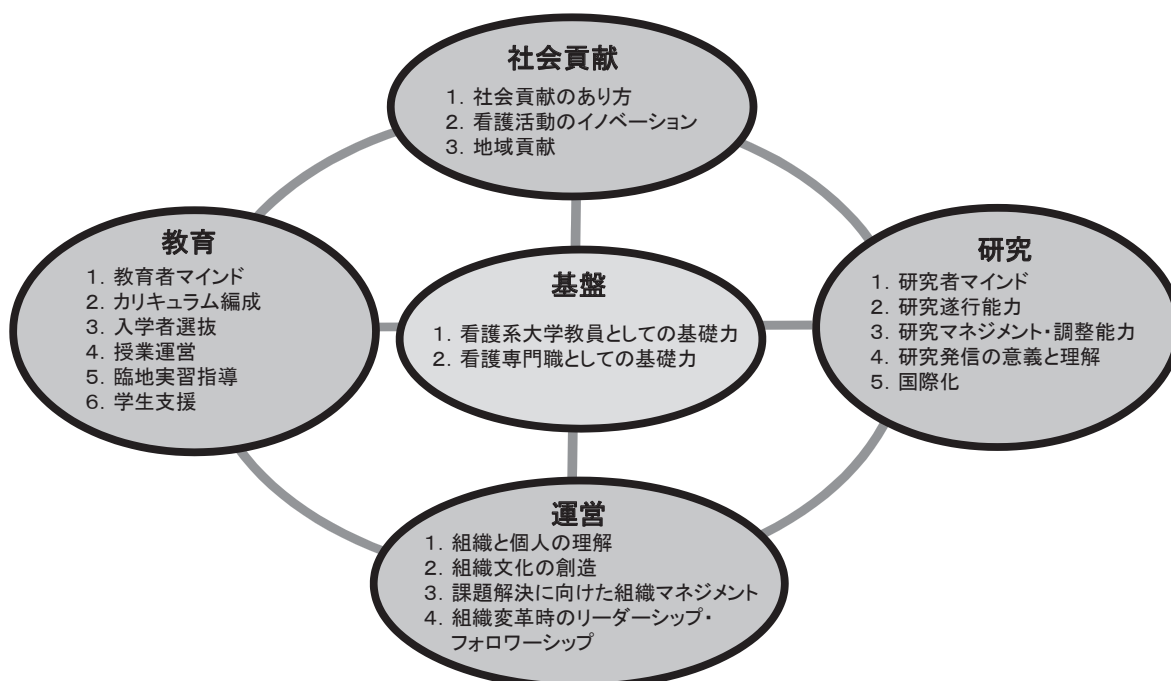 社会貢献
1．社会貢献のあり方
2．看護活動のイノベーション
3．地域貢献
教育
1．教育者マインド
2．カリキュラム編成
3．入学者選抜
4．授業運営
5．臨地実習指導
6．学生支援
基盤
1．看護系大学教員としての基礎力
2．看護専門職としての基礎力
研究
1．研究者マインド
2．研究遂行能力
3．研究マネジメント・調整能力
4．研究発信の意義と理解
5．国際化
運営
1．組織と個人の理解
2．組織文化の創造
3．課題解決に向けた組織マネジメント
4．組織変革時のリーダーシップ・
フォロワーシップ